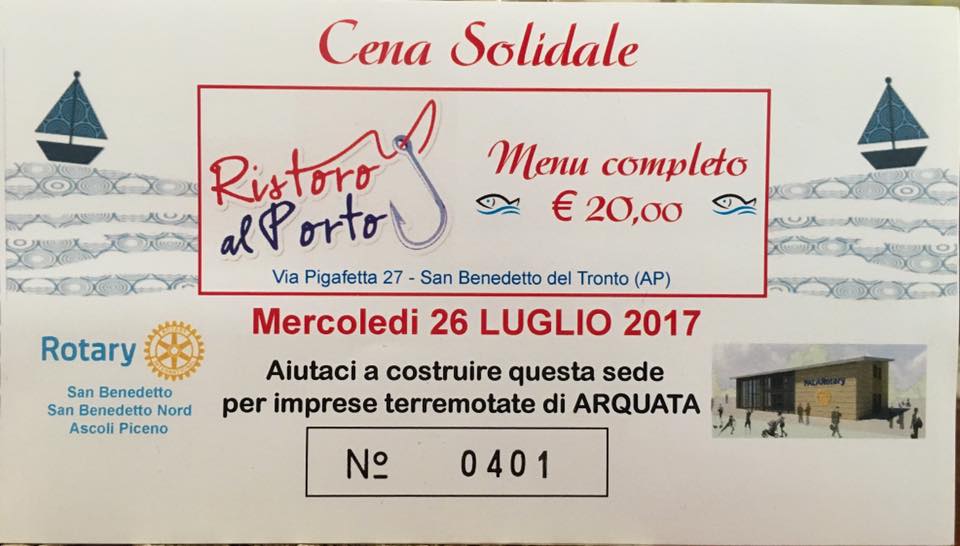 Cena Solidale
Ristoro
al Porto
Menu completo
€ 20,00
Via Pigafetta 27 - San Benedetto del Tronto (AP)
Mercoledi 26 LUGLIO 2017
Rotary
San Benedetto
San Benedetto Nord
Ascoli Piceno
Aiutaci a costruire questa sede
per imprese terremotate di ARQUATA
PALARotary
Nº 0401